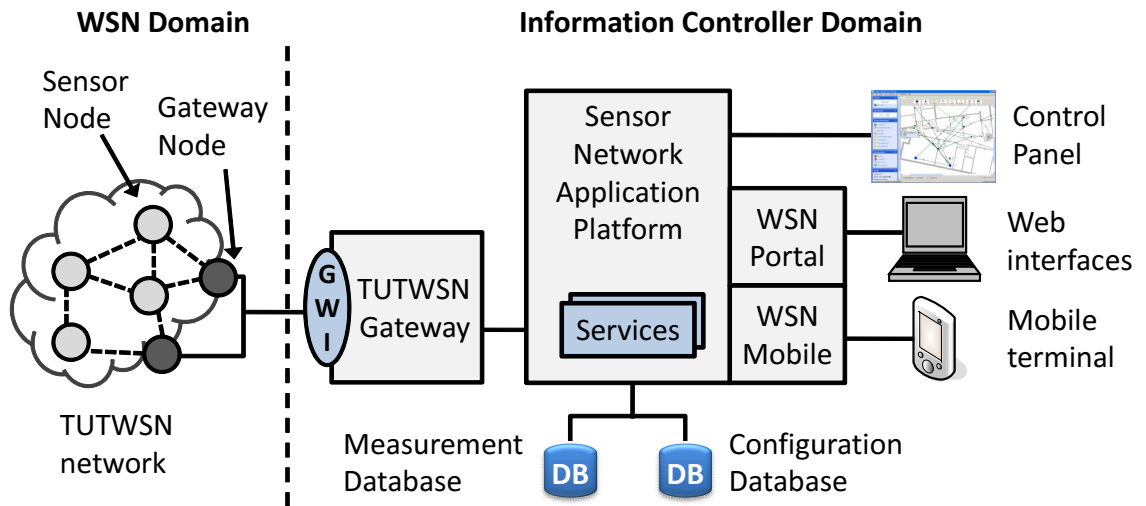 WSN Domain
Information Controller Domain
Sensor
Node
Gateway
Node
TUTWSN
network
G
W
I
TUTWSN
Gateway
Sensor
Network
Application
Platform
Services
WSN
Portal
WSN
Mobile
Control
Panel
Web
interfaces
Mobile
terminal
Measurement
Database
DB
DB
Configuration
Database